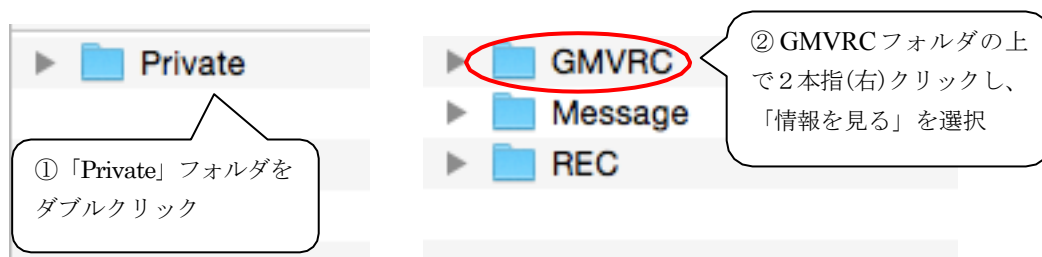 Private
①「Private」フォルダを
ダブルクリック
GMVRC
Message
REC
② GMVRCフォルダの上
で２本指(右)クリックし、
「情報を見る」を選択